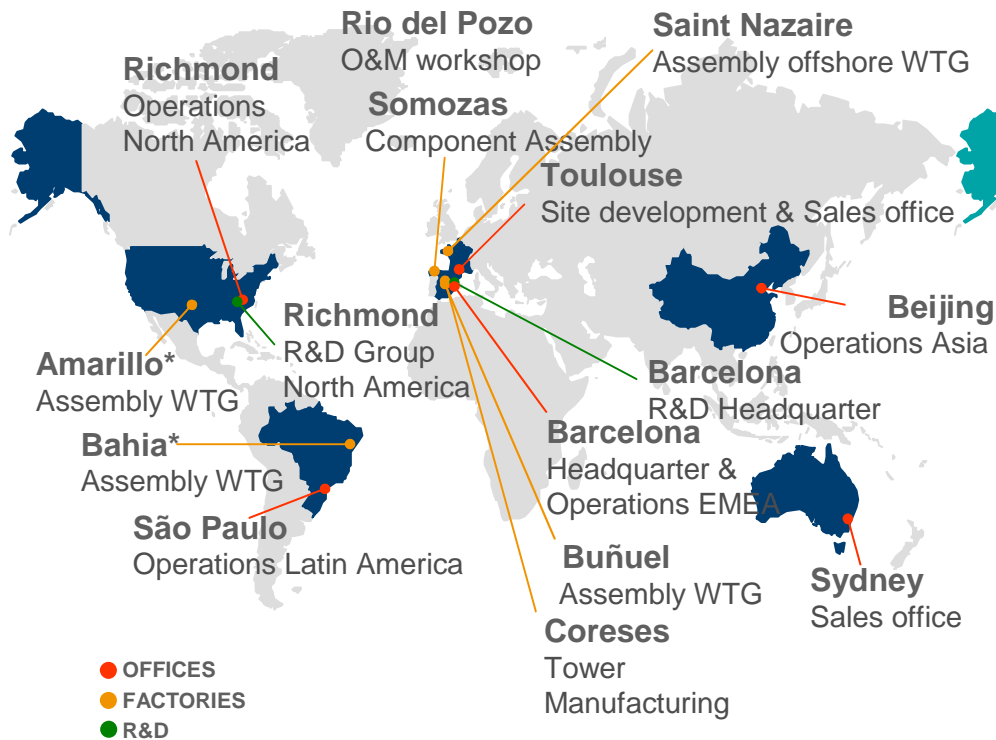 Rio del Pozo
O&M workshop
Saint Nazaire
Assembly offshore WTG
Richmond
Operations
North America
Somozas
Component Assembly
Toulouse
Site development & Sales office
Richmond
R&D Group
North America
Beijing
Operations Asia
Amarillo*
Assembly WTG
Barcelona
R&D Headquarter
Bahia*
Assembly WTG
Barcelona
Headquarter &
Operations EMEA
São Paulo
Operations Latin America
Buñuel
Assembly WTG
Sydney
Sales office
Coreses
Tower
Manufacturing
OFFICES
FACTORIES
R&D